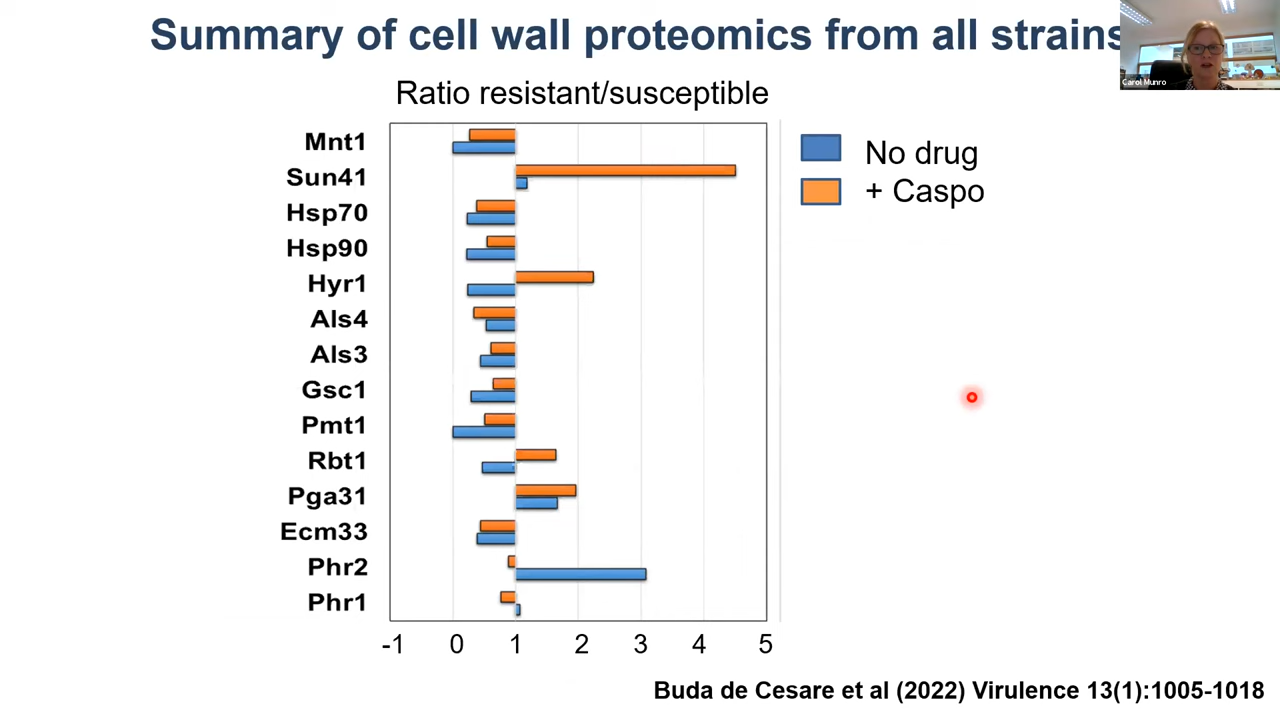 Summary of cell wall proteomics from all strains
Carol Munro
Ratio resistant/susceptible
No drug
+ Caspo
Mnt1
Sun41
Hsp70
Hsp90
Hyr1
Als4
Als3
Gsc1
Pmt1
Rbt1
Pga31
Ecm33
Phr2
Phr1
-1 0 1 2 3 4 5
Buda de Cesare et al (2022) Virulence 13(1):1005-1018